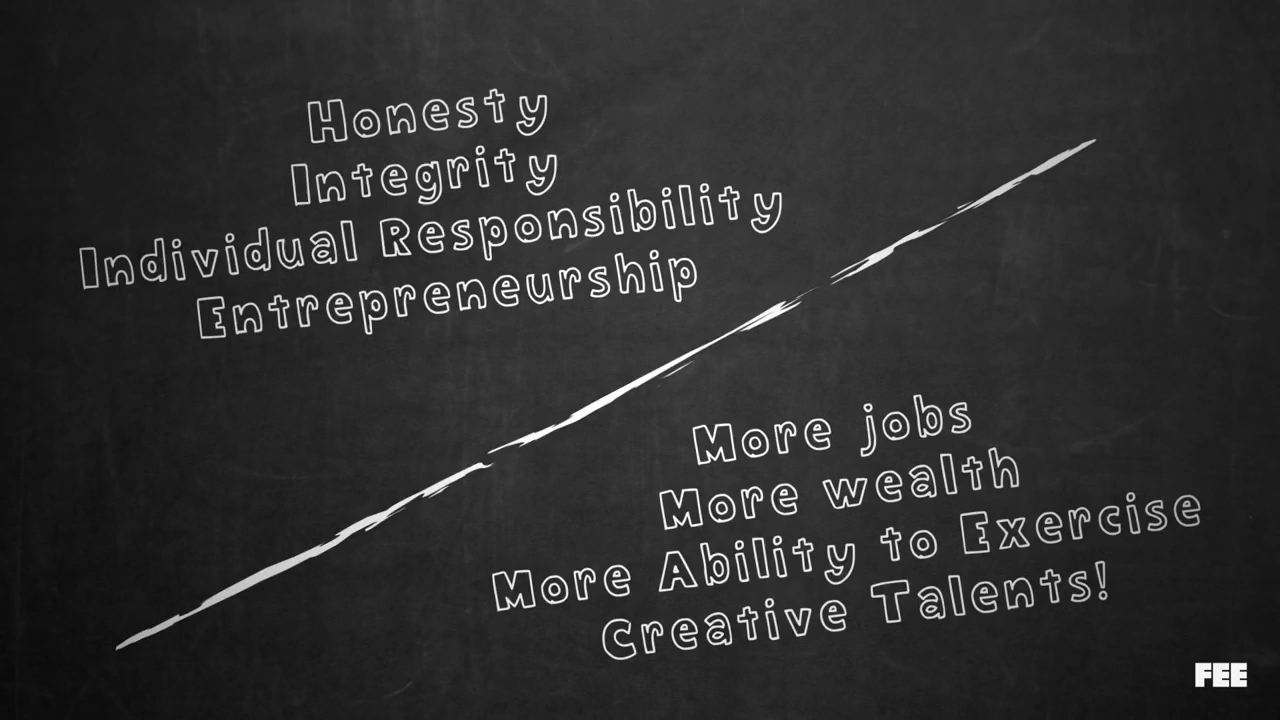 Honesty
Integrity
Individual Responsibility
Entrepreneurship
More jobs
More wealth
More Ability to Exercise
Creative Talents!
FEE